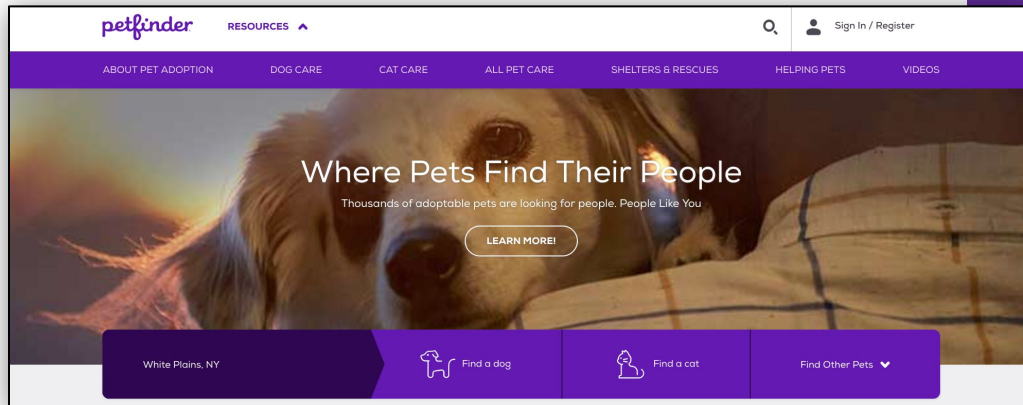 petfinder RESOURCES Sign In / Register
ABOUT PET ADOPTION DOG CARE CAT CARE ALL PET CARE SHELTERS & RESCUES HELPING PETS VIDEOS
Where Pets Find Their People
Thousands of adoptable pets are looking for people. People Like You
LEARN MORE!
White Plains, NY Find a dog Find a cat Find Other Pets